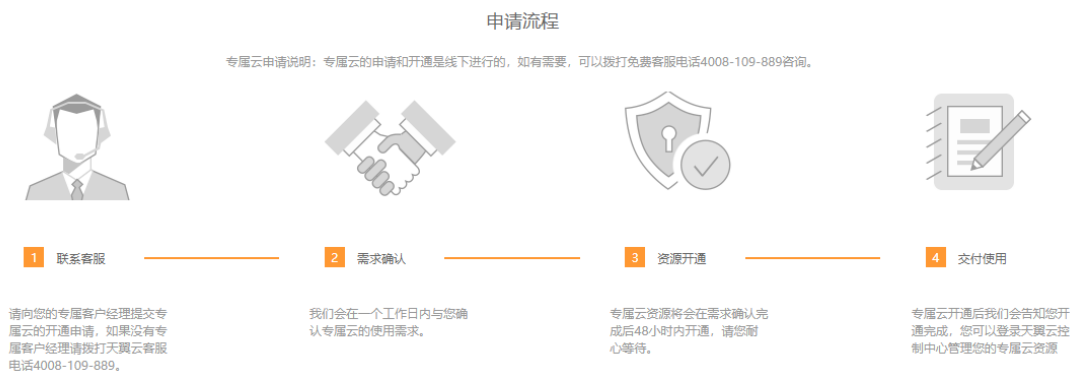 申请流程
专属云申请说明：专属云的申请和开通是线下进行的，如有需要，可以拨打免费客服电话4008-109-889咨询。
1 联系客服
2 需求确认
3 资源开通
4 交付使用
请向您的专属客户经理提交专
属云的开通申请，如果没有专
属客户经理请拨打天翼云客服
电话4008-109-889。
我们会在一个工作日内与您确
认专属云的使用需求。
专属云资源将会在需求确认完
成后48小时内开通，请您耐
心等待。
专属云开通后我们会告知您开
通完成，您可以登录天翼云控
制中心管理您的专属云资源